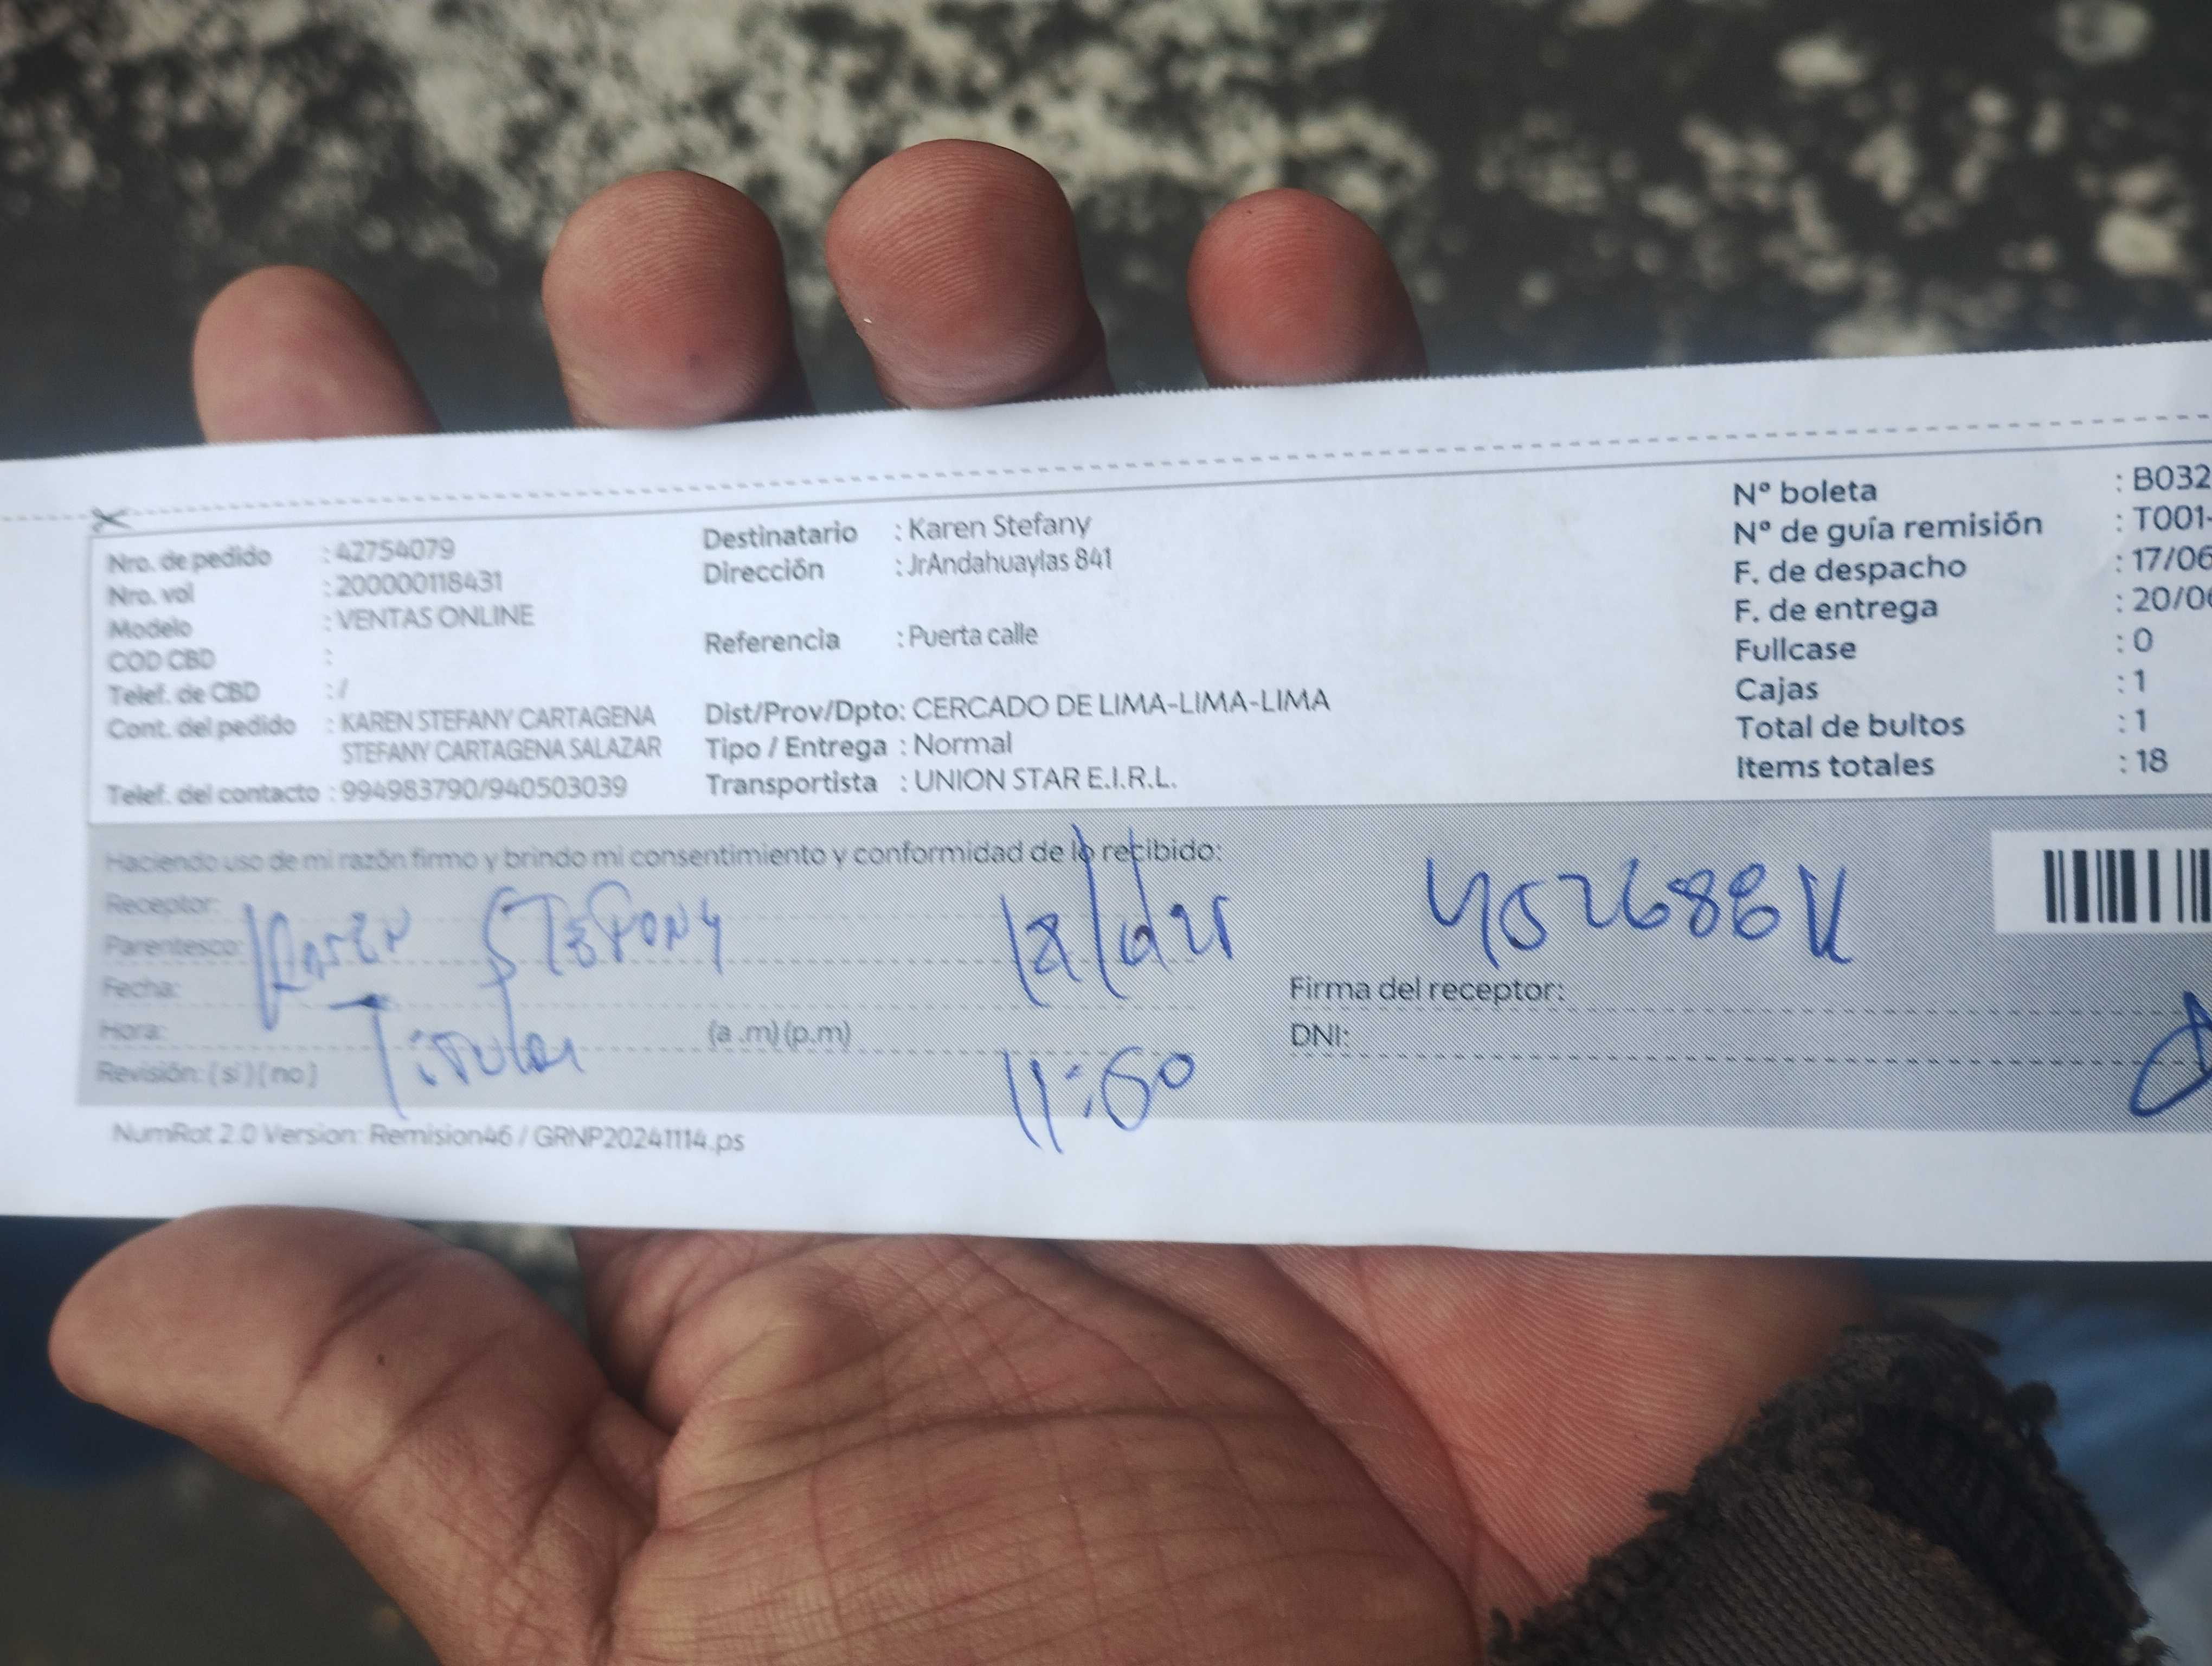 Nro. de pedido : 42754079
Nro. vol : 200000118431
Modelo : VENTAS ONLINE
COD CBD :
Telef. de CBD : /
Cont. del pedido : KAREN STEFANY CARTAGENA
STEFANY CARTAGENA SALAZAR
Telef. del contacto : 994983790/940503039
Destinatario : Karen Stefany
Dirección : JrAndahuaylas 841
Referencia : Puerta calle
Dist/Prov/Dpto: CERCADO DE LIMA-LIMA-LIMA
Tipo / Entrega : Normal
Transportista : UNION STAR E.I.R.L.
Nº boleta : B032
Nº de guía remisión : T001-
F. de despacho : 17/06
F. de entrega : 20/06
Fullcase : 0
Cajas : 1
Total de bultos : 1
Items totales : 18
Haciendo uso de mi razón firmo y brindo mi consentimiento y conformidad de lo recibido:
Receptor:
Parentesco: KAREN STEFONY
Fecha:
Hora: (a .m) (p.m)
Revisión: ( sí ) ( no )
Titular
11:50
Firma del receptor:
DNI:
NumRot 2.0 Version: Remision46 / GRNP20241114.ps